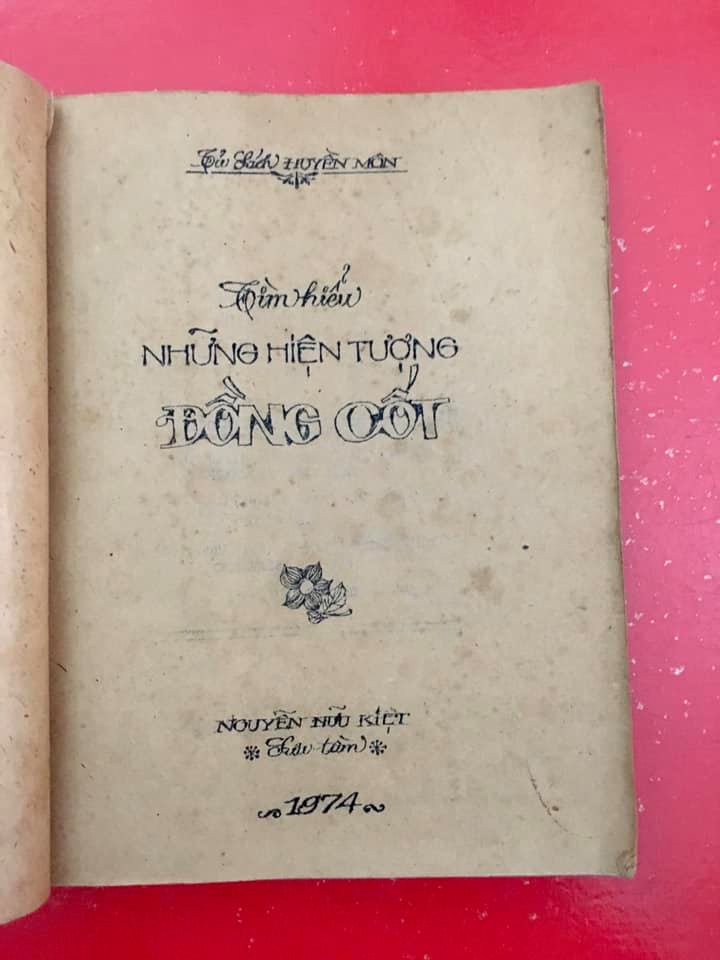 Tủ Sách HUYỀN MÔN
Tìm hiểu
NHỮNG HIỆN TƯỢNG
ĐỒNG CỐT
NGUYỄN HỮU KIỆT
Sưu-tầm
1974